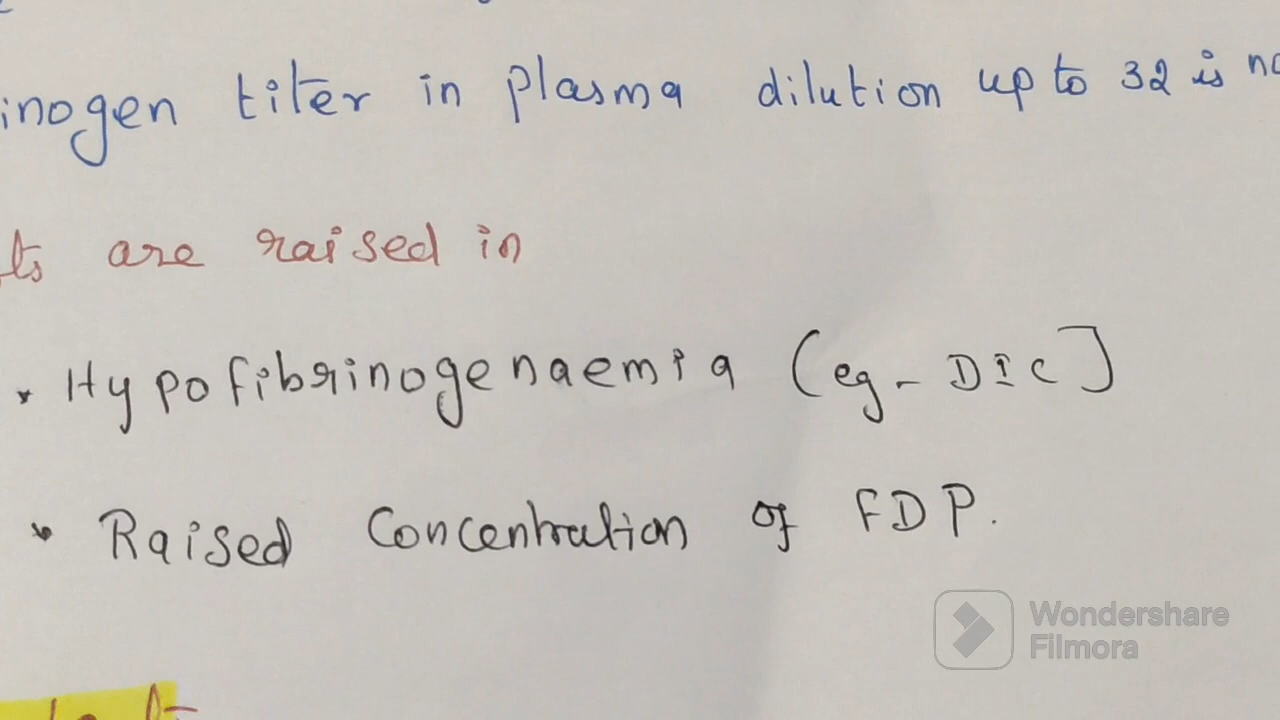 inogen titer in plasma dilution up to 32 is no
ts are raised in
* Hypofibrinogenaemia (eg - DIC]
* Raised Concentration of FDP.
Wondershare
Filmora